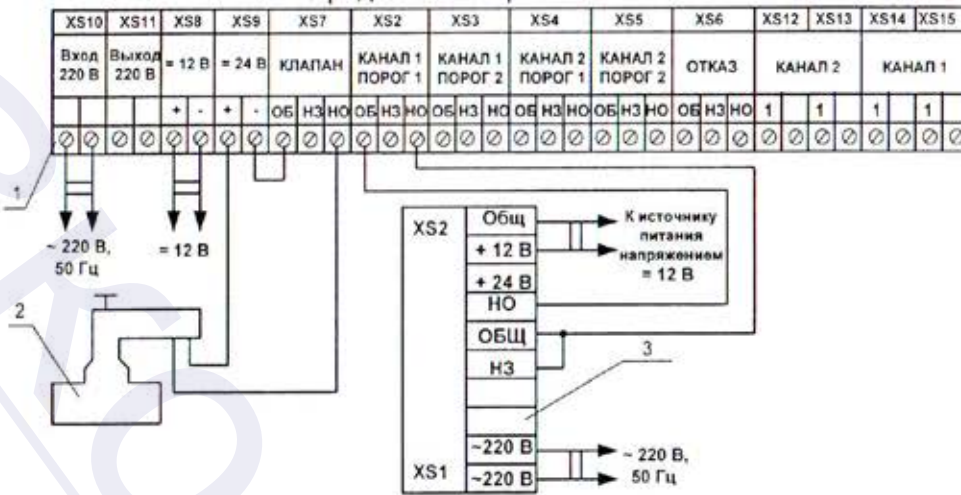 XS10 XS11 XS8 XS9 XS7 XS2 XS3 XS4 XS5 XS6 XS12 XS13 XS14 XS15
Вход 220 В Выход 220 В = 12 В = 24 В КЛАПАН КАНАЛ 1 ПОРОГ 1 КАНАЛ 1 ПОРОГ 2 КАНАЛ 2 ПОРОГ 1 КАНАЛ 2 ПОРОГ 2 ОТКАЗ КАНАЛ 2 КАНАЛ 1
+ - + - ОБ НЗ НО ОБ НЗ НО ОБ НЗ НО ОБ НЗ НО ОБ НЗ НО ОБ НЗ НО 1 1 1 1
1
~ 220 В,
50 Гц
= 12 В
2
XS2
Общ
+ 12 В
+ 24 В
НО
ОБЩ
НЗ
~220 В
XS1
~220 В
К источнику
питания
напряжением
= 12 В
3
~ 220 В,
50 Гц